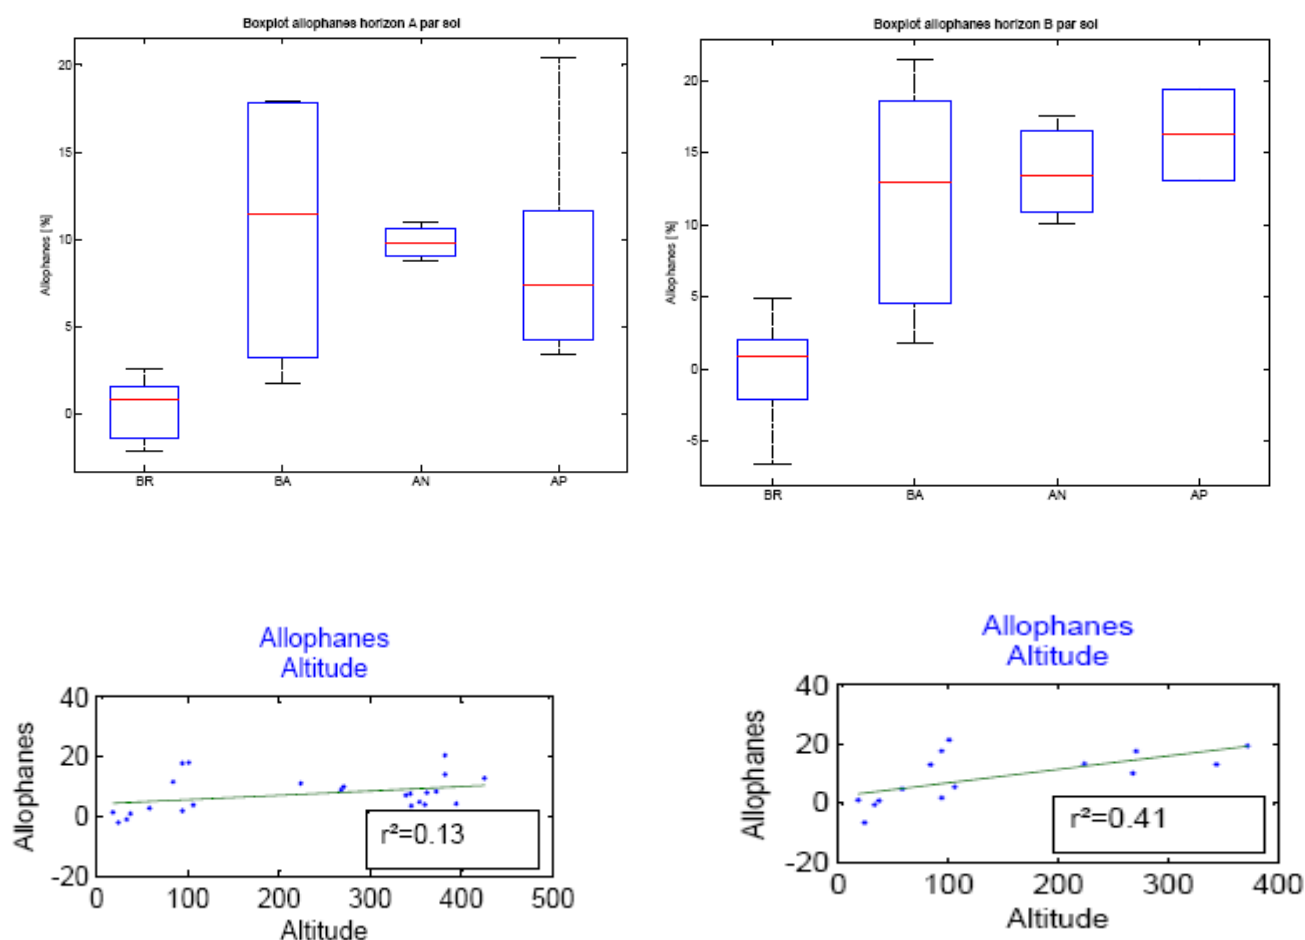 Boxplot allophanes horizon A par sol
20
15
10
5
0
Allophanes [%]
BR BA AN AP
Boxplot allophanes horizon B par sol
20
15
10
5
0
-5
Allophanes [%]
BR BA AN AP
Allophanes
Altitude
40
20
0
-20
Allophanes
r²=0.13
0 100 200 300 400 500
Altitude
Allophanes
Altitude
40
20
0
-20
Allophanes
r²=0.41
0 100 200 300 400
Altitude